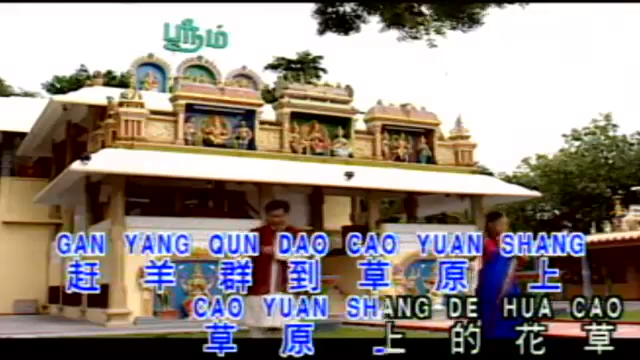 ஸ்ரீராம்
GAN YANG QUN DAO CAO YUAN SHANG
赶 羊 群 到 草 原 上
CAO YUAN SHANG DE HUA CAO
草 原 上 的 花 草